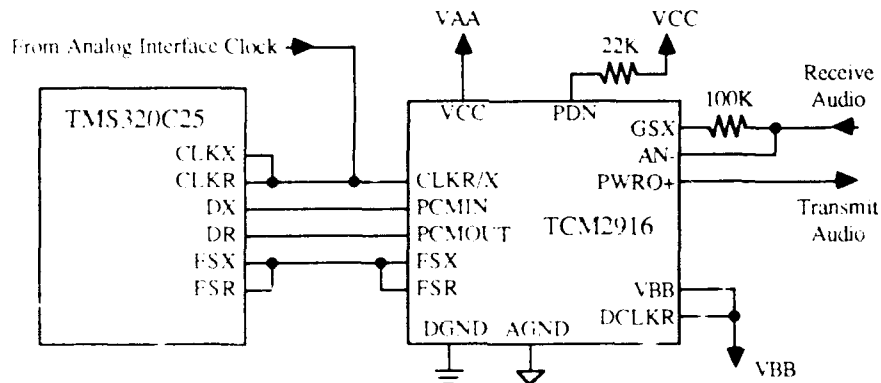 VAA
VCC
From Analog Interface Clock
22K
Receive
Audio
TMS320C25
VCC
PDN
100K
GSX
AN-
CLKX
CLKR
CLKR/X
PWRO+
Transmit
Audio
DX
PCMIN
TCM2916
DR
PCMOUT
FSX
FSX
FSR
FSR
VBB
DCLKR
DGND
AGND
VBB